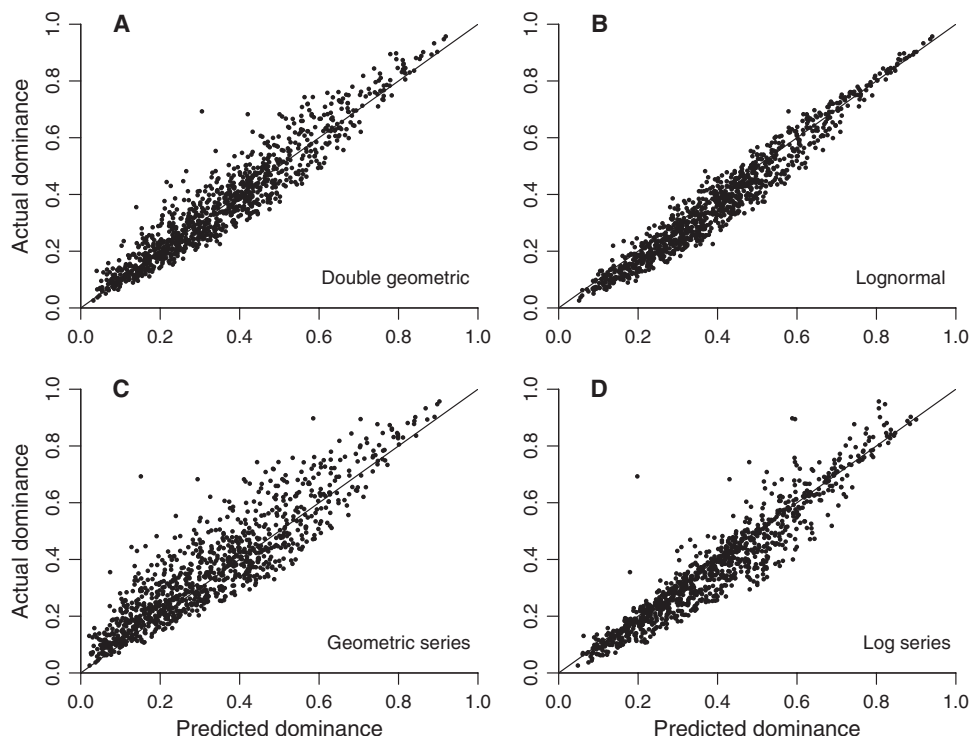 A
B
Actual dominance
1.0
0.8
0.6
0.4
0.2
0.0
Double geometric
0.0 0.2 0.4 0.6 0.8 1.0
1.0
0.8
0.6
0.4
0.2
0.0
Lognormal
0.0 0.2 0.4 0.6 0.8 1.0
C
D
Actual dominance
1.0
0.8
0.6
0.4
0.2
0.0
Geometric series
0.0 0.2 0.4 0.6 0.8 1.0
Predicted dominance
1.0
0.8
0.6
0.4
0.2
0.0
Log series
0.0 0.2 0.4 0.6 0.8 1.0
Predicted dominance